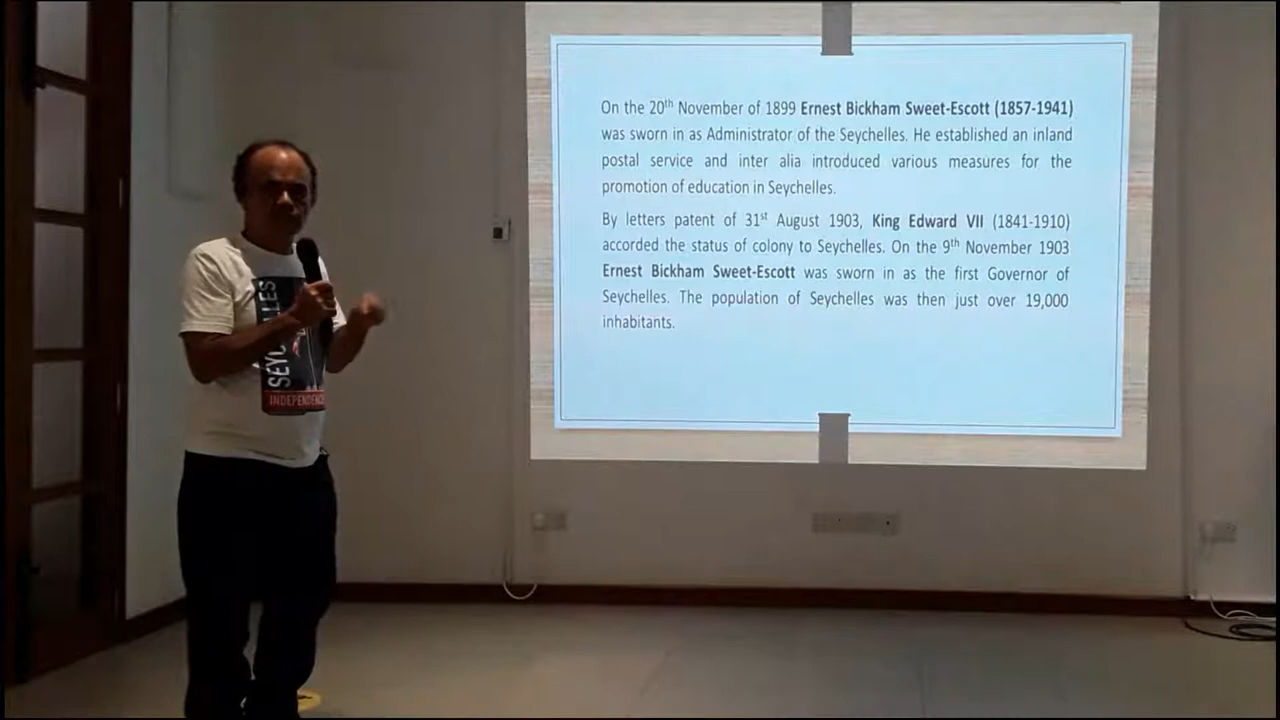 On the 20th November of 1899 Ernest Bickham Sweet-Escott (1857-1941)
was sworn in as Administrator of the Seychelles. He established an inland
postal service and inter alia introduced various measures for the
promotion of education in Seychelles.
By letters patent of 31st August 1903, King Edward VII (1841-1910)
accorded the status of colony to Seychelles. On the 9th November 1903
Ernest Bickham Sweet-Escott was sworn in as the first Governor of
Seychelles. The population of Seychelles was then just over 19,000
inhabitants.
SEYCHELLES
INDEPENDENCE